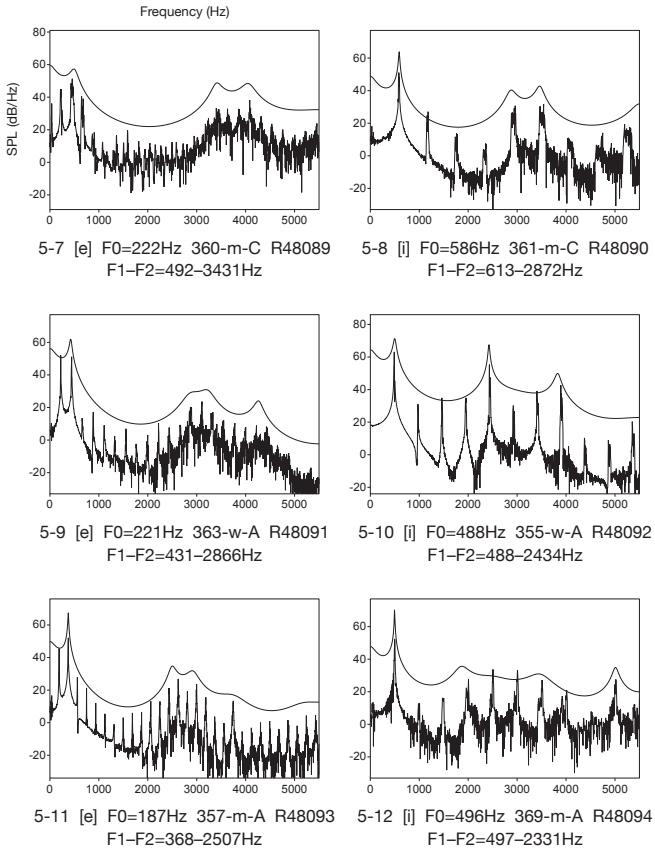 Frequency (Hz)
SPL (dB/Hz)
80
60
40
20
0
-20
0 1000 2000 3000 4000 5000
60
40
20
0
-20
0 1000 2000 3000 4000 5000
5-7 [e] F0=222Hz 360-m-C R48089
F1–F2=492–3431Hz
5-8 [i] F0=586Hz 361-m-C R48090
F1–F2=613–2872Hz
60
40
20
0
-20
0 1000 2000 3000 4000 5000
80
60
40
20
0
-20
0 1000 2000 3000 4000 5000
5-9 [e] F0=221Hz 363-w-A R48091
F1–F2=431–2866Hz
5-10 [i] F0=488Hz 355-w-A R48092
F1–F2=488–2434Hz
60
40
20
0
-20
0 1000 2000 3000 4000 5000
60
40
20
0
-20
0 1000 2000 3000 4000 5000
5-11 [e] F0=187Hz 357-m-A R48093
F1–F2=368–2507Hz
5-12 [i] F0=496Hz 369-m-A R48094
F1–F2=497–2331Hz